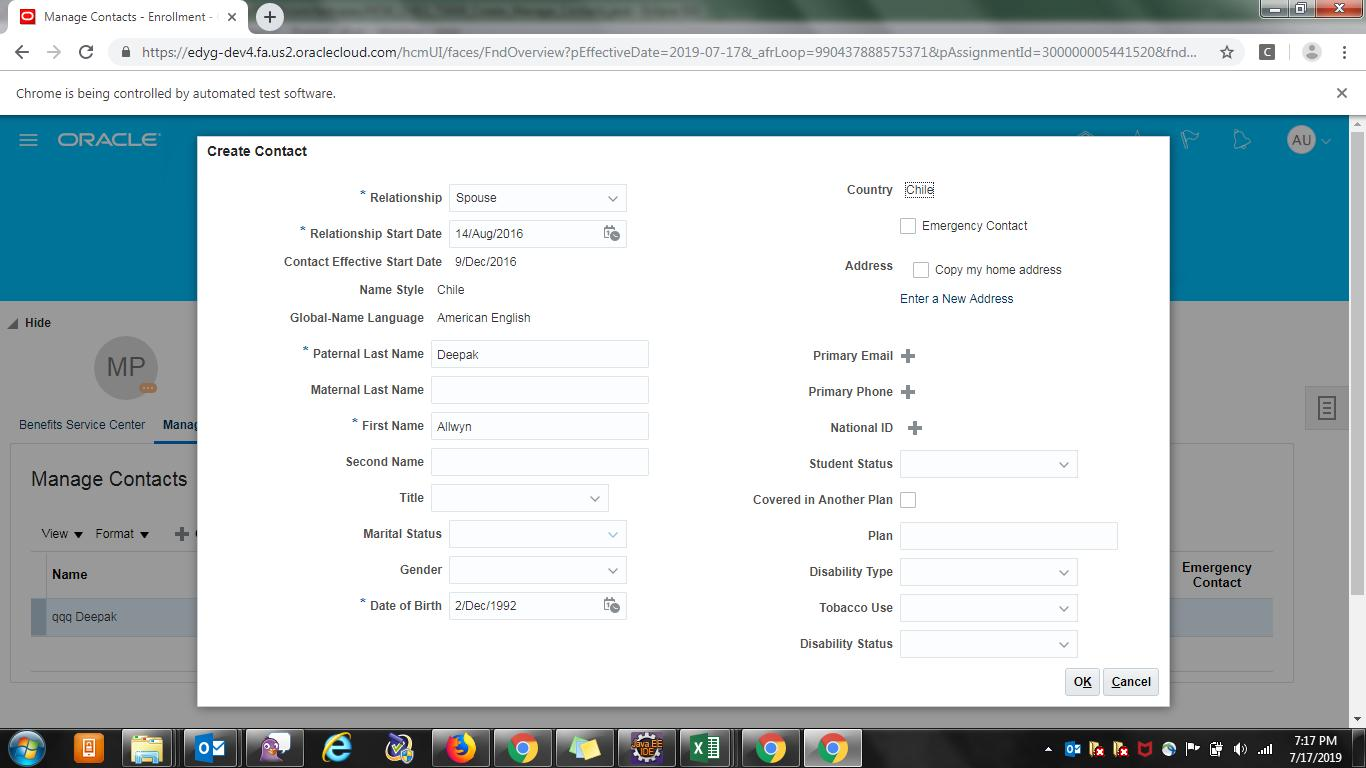 Manage Contacts - Enrollment -
https://edyg-dev4.fa.us2.oraclecloud.com/hcmUI/faces/FndOverview?pEffectiveDate=2019-07-17&_afrLoop=990437888575371&pAssignmentId=300000005441520&fnd...
C
Chrome is being controlled by automated test software.
ORACLE
AU
Create Contact
* Relationship Spouse
* Relationship Start Date 14/Aug/2016
Contact Effective Start Date 9/Dec/2016
Name Style Chile
Global-Name Language American English
* Paternal Last Name Deepak
Maternal Last Name
* First Name Allwyn
Second Name
Title
Marital Status
Gender
* Date of Birth 2/Dec/1992
Country Chile
Emergency Contact
Address Copy my home address
Enter a New Address
Primary Email
Primary Phone
National ID
Student Status
Covered in Another Plan
Plan
Disability Type
Tobacco Use
Disability Status
OK Cancel
Hide
MP
Benefits Service Center Manag
Manage Contacts
View Format
Name
Emergency
Contact
qqq Deepak
Java EE
IDE
7:17 PM
7/17/2019